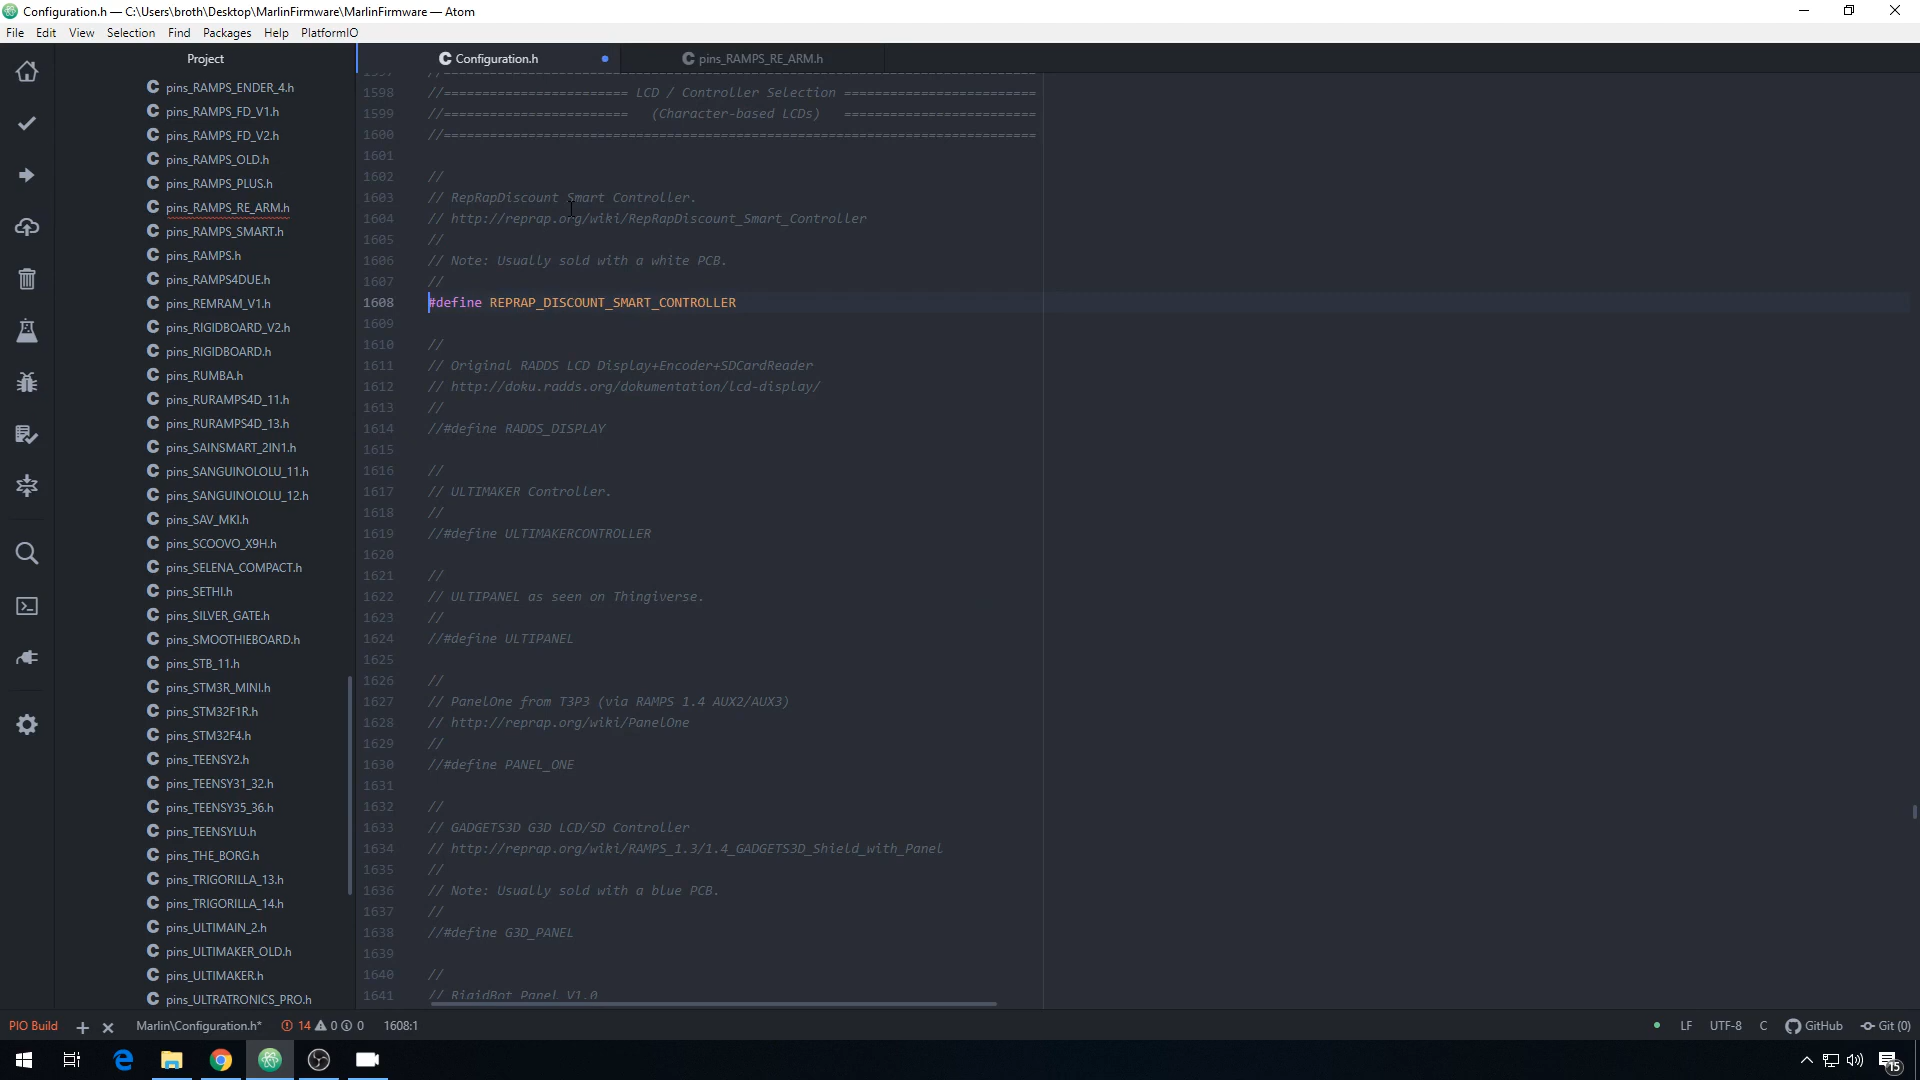 Configuration.h — C:\Users\broth\Desktop\MarlinFirmware\MarlinFirmware — Atom
File Edit View Selection Find Packages Help PlatformIO
Project
Configuration.h
pins_RAMPS_RE_ARM.h
pins_RAMPS_ENDER_4.h
pins_RAMPS_FD_V1.h
pins_RAMPS_FD_V2.h
pins_RAMPS_OLD.h
pins_RAMPS_PLUS.h
pins_RAMPS_RE_ARM.h
pins_RAMPS_SMART.h
pins_RAMPS.h
pins_RAMPS4DUE.h
pins_REMRAM_V1.h
pins_RIGIDBOARD_V2.h
pins_RIGIDBOARD.h
pins_RUMBA.h
pins_RURAMPS4D_11.h
pins_RURAMPS4D_13.h
pins_SAINSMART_2IN1.h
pins_SANGUINOLOLU_11.h
pins_SANGUINOLOLU_12.h
pins_SAV_MKI.h
pins_SCOOVO_X9H.h
pins_SELENA_COMPACT.h
pins_SETHI.h
pins_SILVER_GATE.h
pins_SMOOTHIEBOARD.h
pins_STB_11.h
pins_STM3R_MINI.h
pins_STM32F1R.h
pins_STM32F4.h
pins_TEENSY2.h
pins_TEENSY31_32.h
pins_TEENSY35_36.h
pins_TEENSYLU.h
pins_THE_BORG.h
pins_TRIGORILLA_13.h
pins_TRIGORILLA_14.h
pins_ULTIMAIN_2.h
pins_ULTIMAKER_OLD.h
pins_ULTIMAKER.h
pins_ULTRATRONICS_PRO.h
1597 //=============================================================================
1598 //======================== LCD / Controller Selection =========================
1599 //======================== (Character-based LCDs) =========================
1600 //=============================================================================
1601
1602 //
1603 // RepRapDiscount Smart Controller.
1604 // http://reprap.org/wiki/RepRapDiscount_Smart_Controller
1605 //
1606 // Note: Usually sold with a white PCB.
1607 //
1608 #define REPRAP_DISCOUNT_SMART_CONTROLLER
1609
1610 //
1611 // Original RADDS LCD Display+Encoder+SDCardReader
1612 // http://doku.radds.org/dokumentation/lcd-display/
1613 //
1614 //#define RADDS_DISPLAY
1615
1616 //
1617 // ULTIMAKER Controller.
1618 //
1619 //#define ULTIMAKERCONTROLLER
1620
1621 //
1622 // ULTIPANEL as seen on Thingiverse.
1623 //
1624 //#define ULTIPANEL
1625
1626 //
1627 // PanelOne from T3P3 (via RAMPS 1.4 AUX2/AUX3)
1628 // http://reprap.org/wiki/PanelOne
1629 //
1630 //#define PANEL_ONE
1631
1632 //
1633 // GADGETS3D G3D LCD/SD Controller
1634 // http://reprap.org/wiki/RAMPS_1.3/1.4_GADGETS3D_Shield_with_Panel
1635 //
1636 // Note: Usually sold with a blue PCB.
1637 //
1638 //#define G3D_PANEL
1639
1640 //
1641 // RigidBot Panel V1.0
PIO Build + × Marlin\Configuration.h* 14 0 0 1608:1 LF UTF-8 C GitHub Git (0)
15